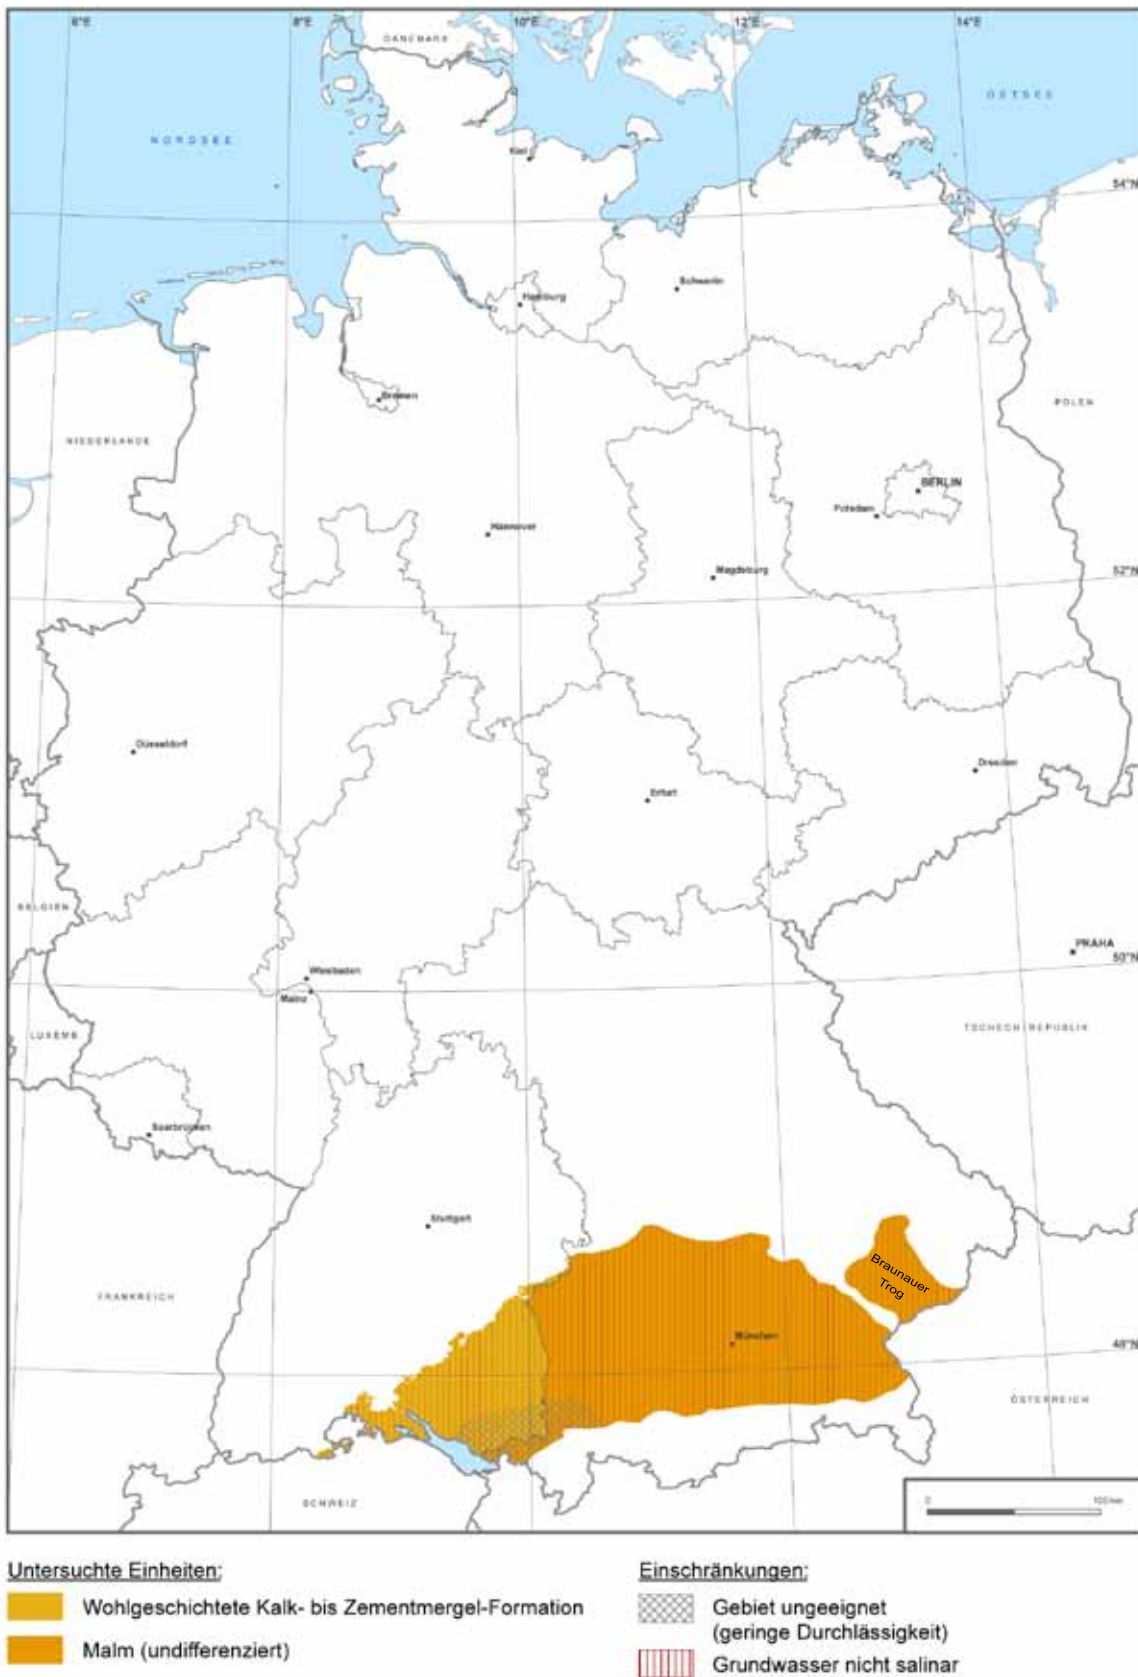 6°E
8°E
10°E
12°E
14°E
DÄNEMARK
OSTSEE
NORDSEE
Kiel
54°N
Schwerin
Hamburg
Bremen
POLEN
NIEDERLANDE
BERLIN
Potsdam
Hannover
Magdeburg
52°N
Düsseldorf
Dresden
Erfurt
BELGIEN
PRAHA
50°N
Wiesbaden
Mainz
LUXEMB.
TSCHECH. REPUBLIK
Saarbrücken
Stuttgart
Braunauer
Trog
FRANKREICH
München
48°N
ÖSTERREICH
SCHWEIZ
0
100 km
Untersuchte Einheiten:
Wohlgeschichtete Kalk- bis Zementmergel-Formation
Malm (undifferenziert)
Einschränkungen:
Gebiet ungeeignet
(geringe Durchlässigkeit)
Grundwasser nicht salinar